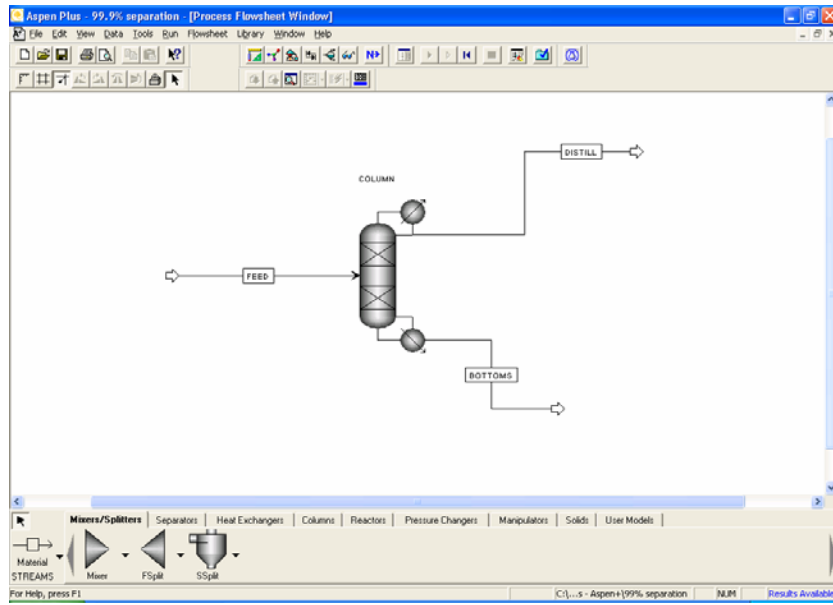 Aspen Plus - 99.9% separation - [Process Flowsheet Window]
File Edit View Data Tools Run Flowsheet Library Window Help
N>
DISTILL
COLUMN
FEED
BOTTOMS
Mixers/Splitters Separators Heat Exchangers Columns Reactors Pressure Changers Manipulators Solids User Models
Material
STREAMS Mixer FSplit SSplit
For Help, press F1 C:\...s - Aspen+\99% separation NUM Results Available